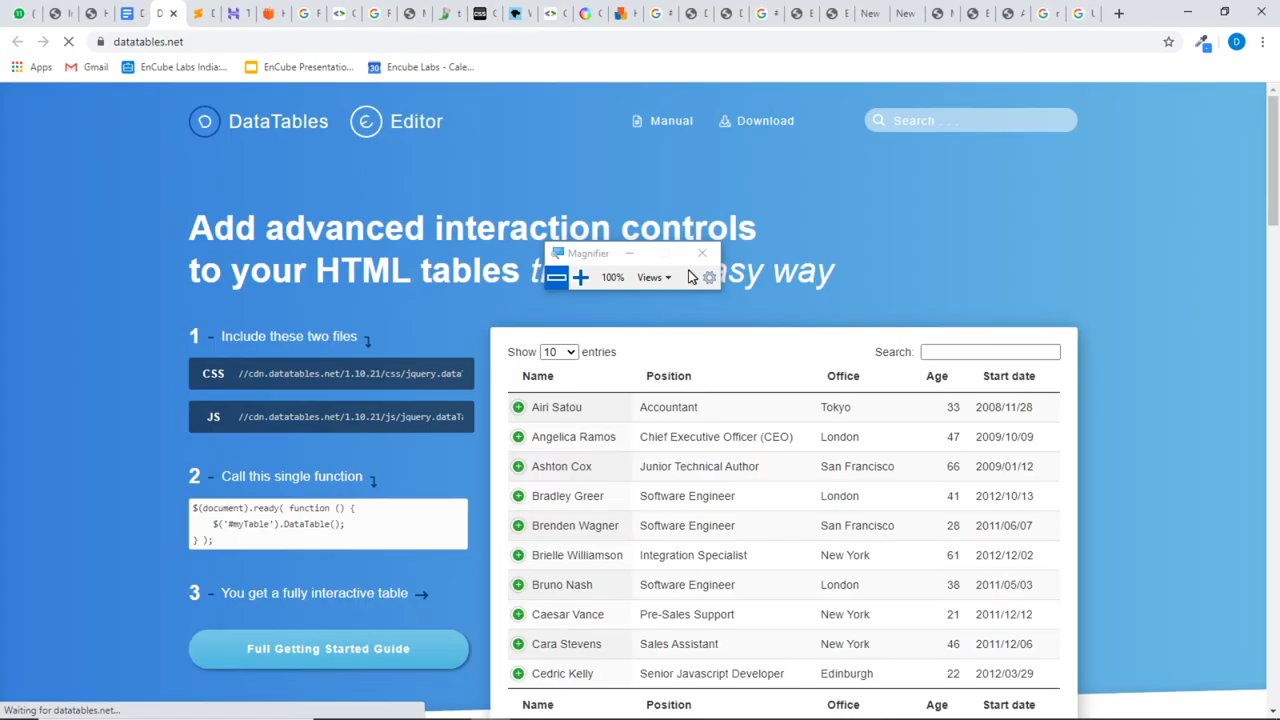 datatables.net
Apps Gmail EnCube Labs India:... EnCube Presentatio... Encube Labs - Cale...
DataTables Editor Manual Download Search . . .
Add advanced interaction controls
to your HTML tables asy way
Magnifier
100% Views
1 - Include these two files
CSS //cdn.datatables.net/1.10.21/css/jquery.data
JS //cdn.datatables.net/1.10.21/js/jquery.dataTa
2 - Call this single function
$(document).ready( function () {
$('#myTable').DataTable();
} );
3 - You get a fully interactive table
Full Getting Started Guide
Show 10 entries Search:
Name Position Office Age Start date
Airi Satou Accountant Tokyo 33 2008/11/28
Angelica Ramos Chief Executive Officer (CEO) London 47 2009/10/09
Ashton Cox Junior Technical Author San Francisco 66 2009/01/12
Bradley Greer Software Engineer London 41 2012/10/13
Brenden Wagner Software Engineer San Francisco 28 2011/06/07
Brielle Williamson Integration Specialist New York 61 2012/12/02
Bruno Nash Software Engineer London 38 2011/05/03
Caesar Vance Pre-Sales Support New York 21 2011/12/12
Cara Stevens Sales Assistant New York 46 2011/12/06
Cedric Kelly Senior Javascript Developer Edinburgh 22 2012/03/29
Name Position Office Age Start date
Waiting for datatables.net...